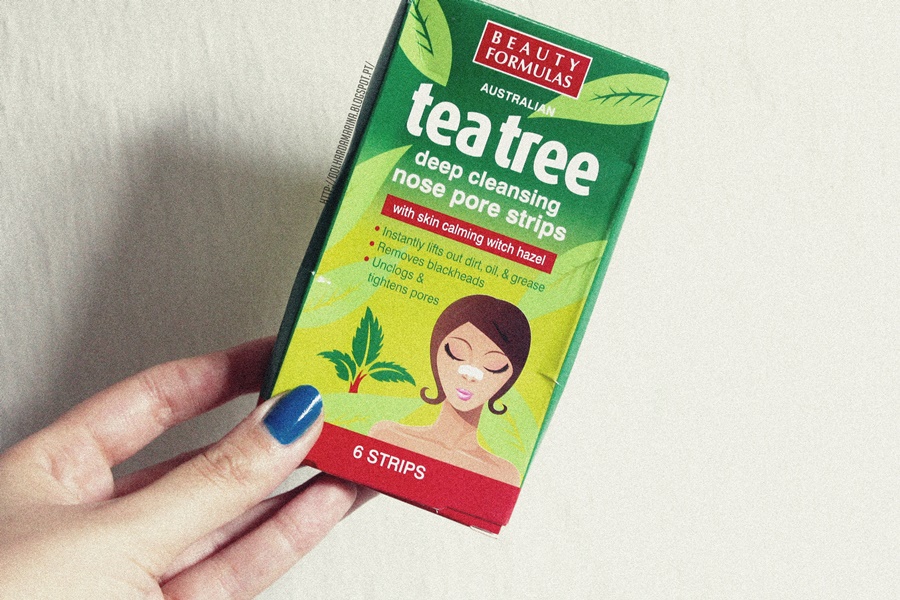 BEAUTY
FORMULAS
AUSTRALIAN
tea tree
deep cleansing
nose pore strips
with skin calming witch hazel
• Instantly lifts out dirt, oil, & grease
• Removes blackheads
• Unclogs &
tightens pores
6 STRIPS